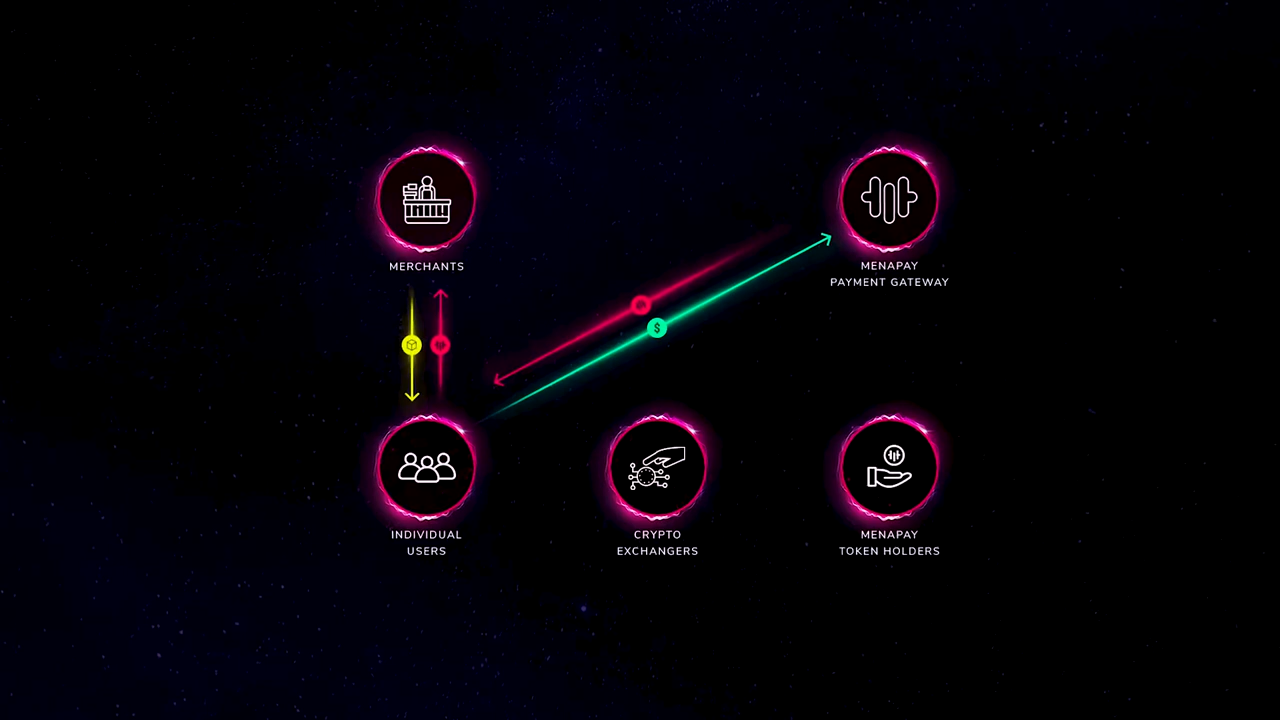 MERCHANTS
MENAPAY
PAYMENT GATEWAY
$
INDIVIDUAL
USERS
CRYPTO
EXCHANGERS
MENAPAY
TOKEN HOLDERS